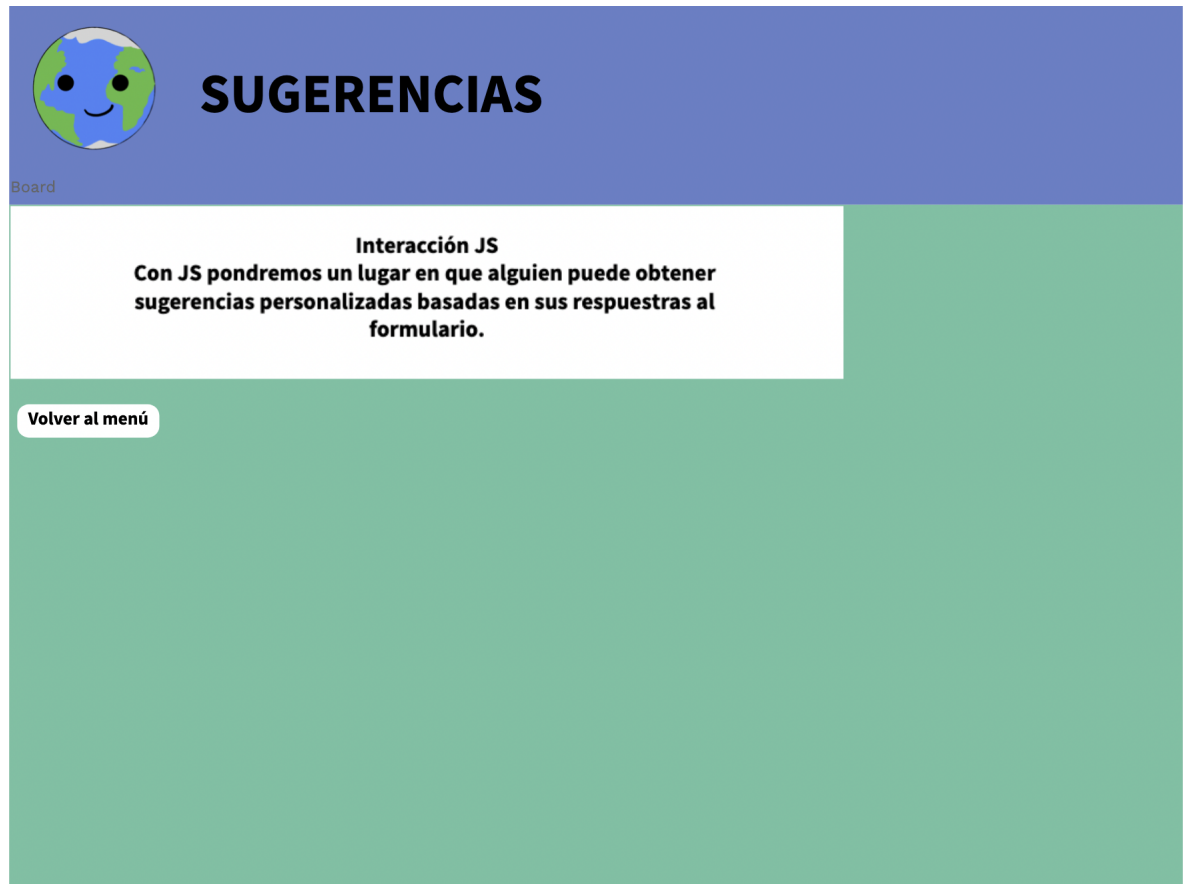 SUGERENCIAS
Board
Interacción JS
Con JS pondremos un lugar en que alguien puede obtener
sugerencias personalizadas basadas en sus respuestras al
formulario.
Volver al menú